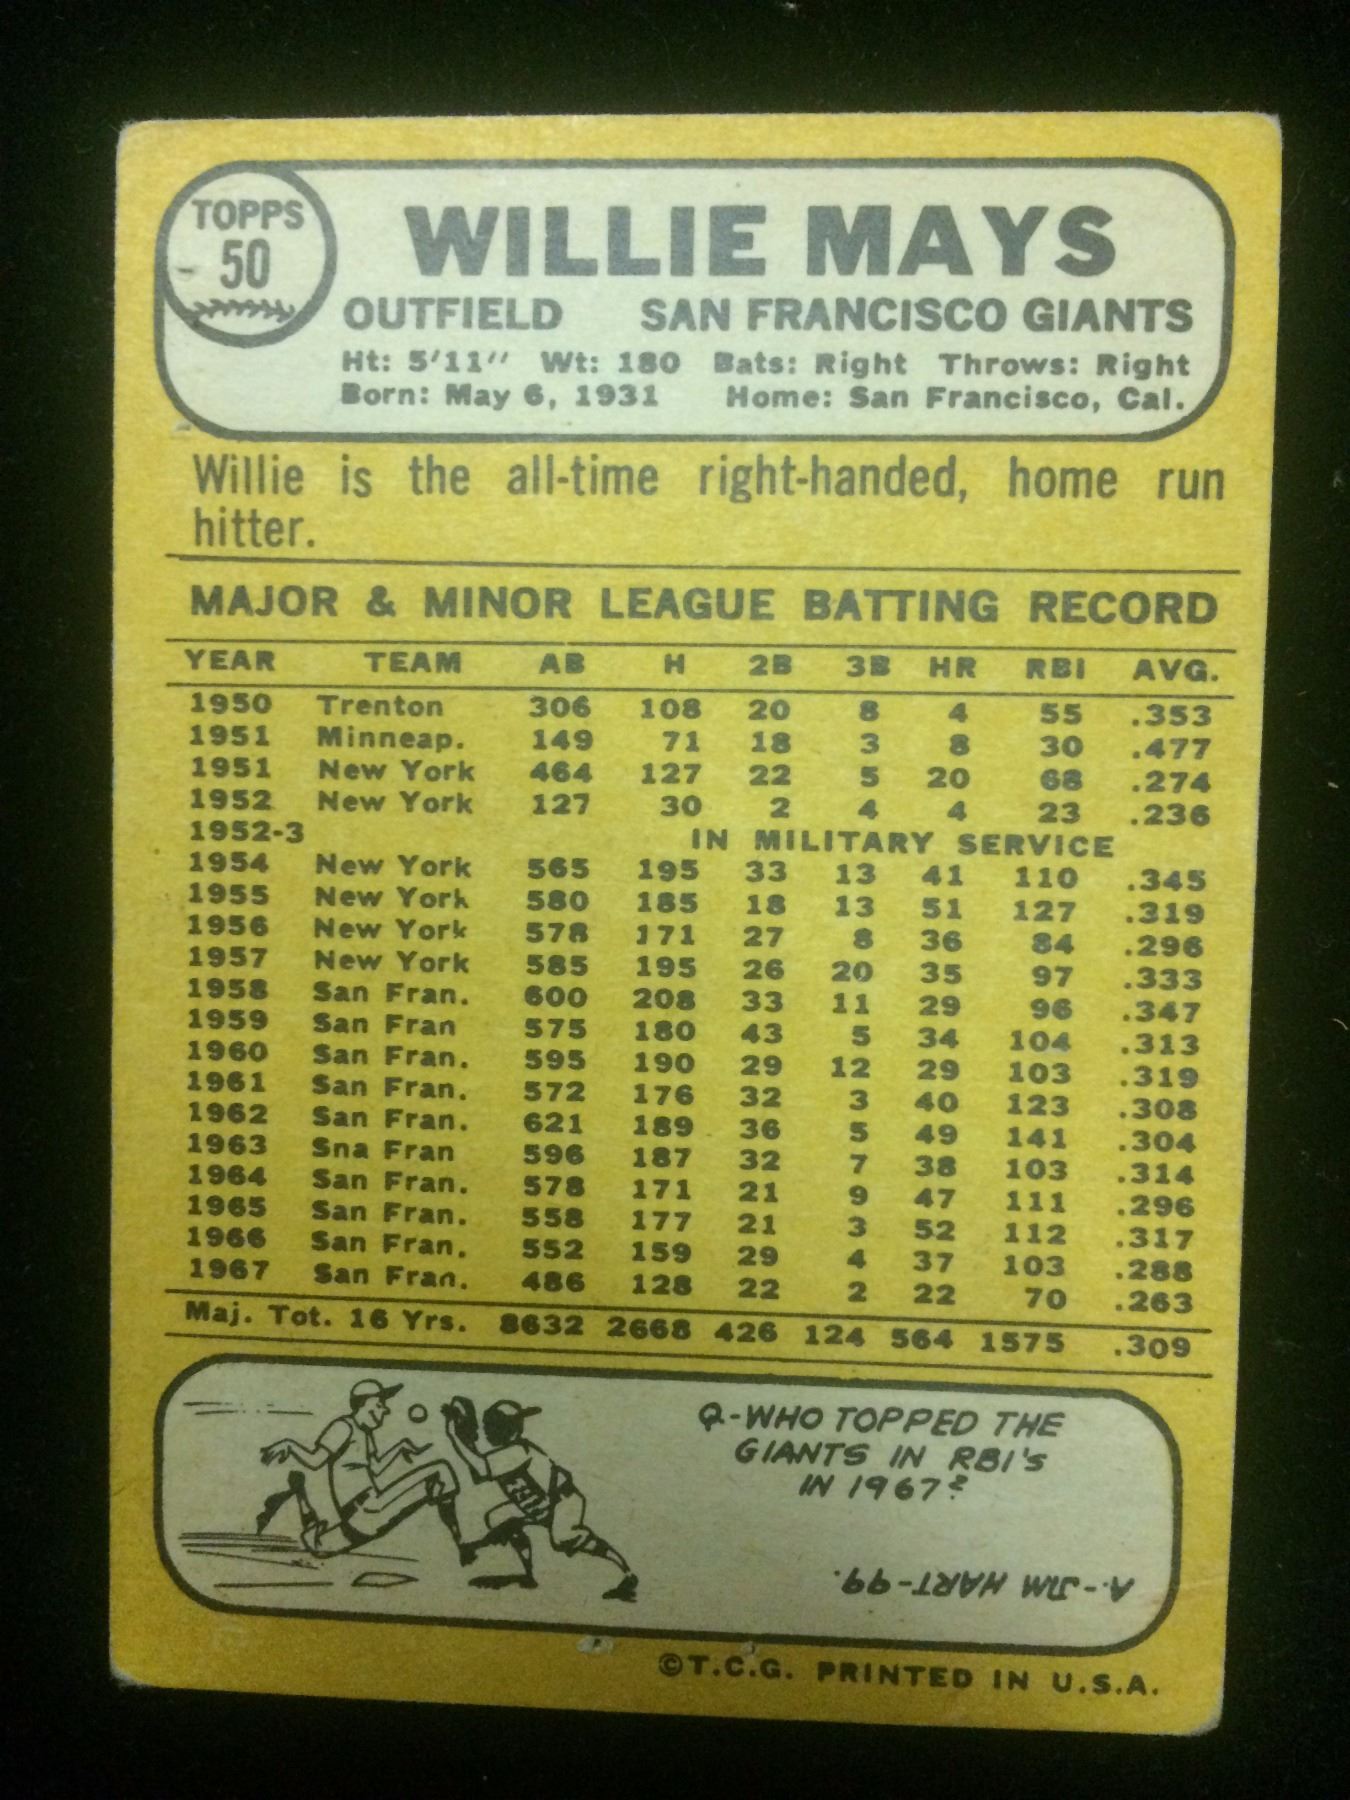 TOPPS
50
WILLIE MAYS
OUTFIELD SAN FRANCISCO GIANTS
Ht: 5'11" Wt: 180 Bats: Right Throws: Right
Born: May 6, 1931 Home: San Francisco, Cal.
Willie is the all-time right-handed, home run
hitter.
MAJOR & MINOR LEAGUE BATTING RECORD
YEAR TEAM AB H 2B 3B HR RBI AVG.
1950 Trenton 306 108 20 8 4 55 .353
1951 Minneap. 149 71 18 3 8 30 .477
1951 New York 464 127 22 5 20 68 .274
1952 New York 127 30 2 4 4 23 .236
1952-3 IN MILITARY SERVICE
1954 New York 565 195 33 13 41 110 .345
1955 New York 580 185 18 13 51 127 .319
1956 New York 578 171 27 8 36 84 .296
1957 New York 585 195 26 20 35 97 .333
1958 San Fran. 600 208 33 11 29 96 .347
1959 San Fran 575 180 43 5 34 104 .313
1960 San Fran. 595 190 29 12 29 103 .319
1961 San Fran. 572 176 32 3 40 123 .308
1962 San Fran. 621 189 36 5 49 141 .304
1963 Sna Fran 596 187 32 7 38 103 .314
1964 San Fran. 578 171 21 9 47 111 .296
1965 San Fran. 558 177 21 3 52 112 .317
1966 San Fran. 552 159 29 4 37 103 .288
1967 San Fran. 486 128 22 2 22 70 .263
Maj. Tot. 16 Yrs. 8632 2668 426 124 564 1575 .309
Q-WHO TOPPED THE
GIANTS IN RBI'S
IN 1967?
A.-JIM HART-99.
©T.C.G. PRINTED IN U.S.A.